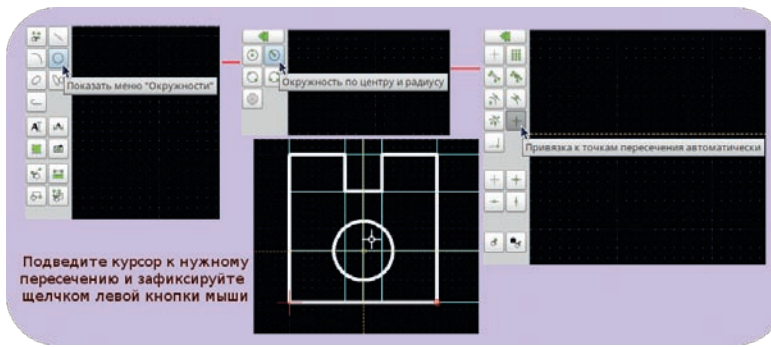 Показать меню "Окружности"
Окружность по центру и радиусу
Привязка к точкам пересечения автоматически
Подведите курсор к нужному
пересечению и зафиксируйте
щелчком левой кнопки мыши